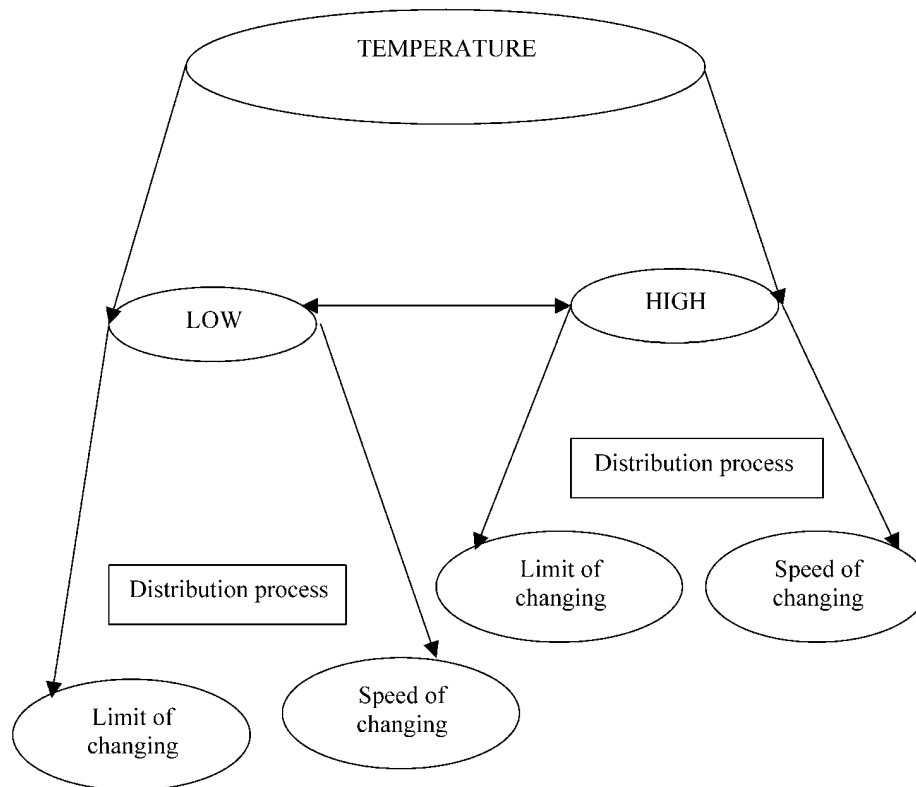 TEMPERATURE
LOW
HIGH
Distribution process
Limit of
changing
Speed of
changing
Distribution process
Limit of
changing
Speed of
changing